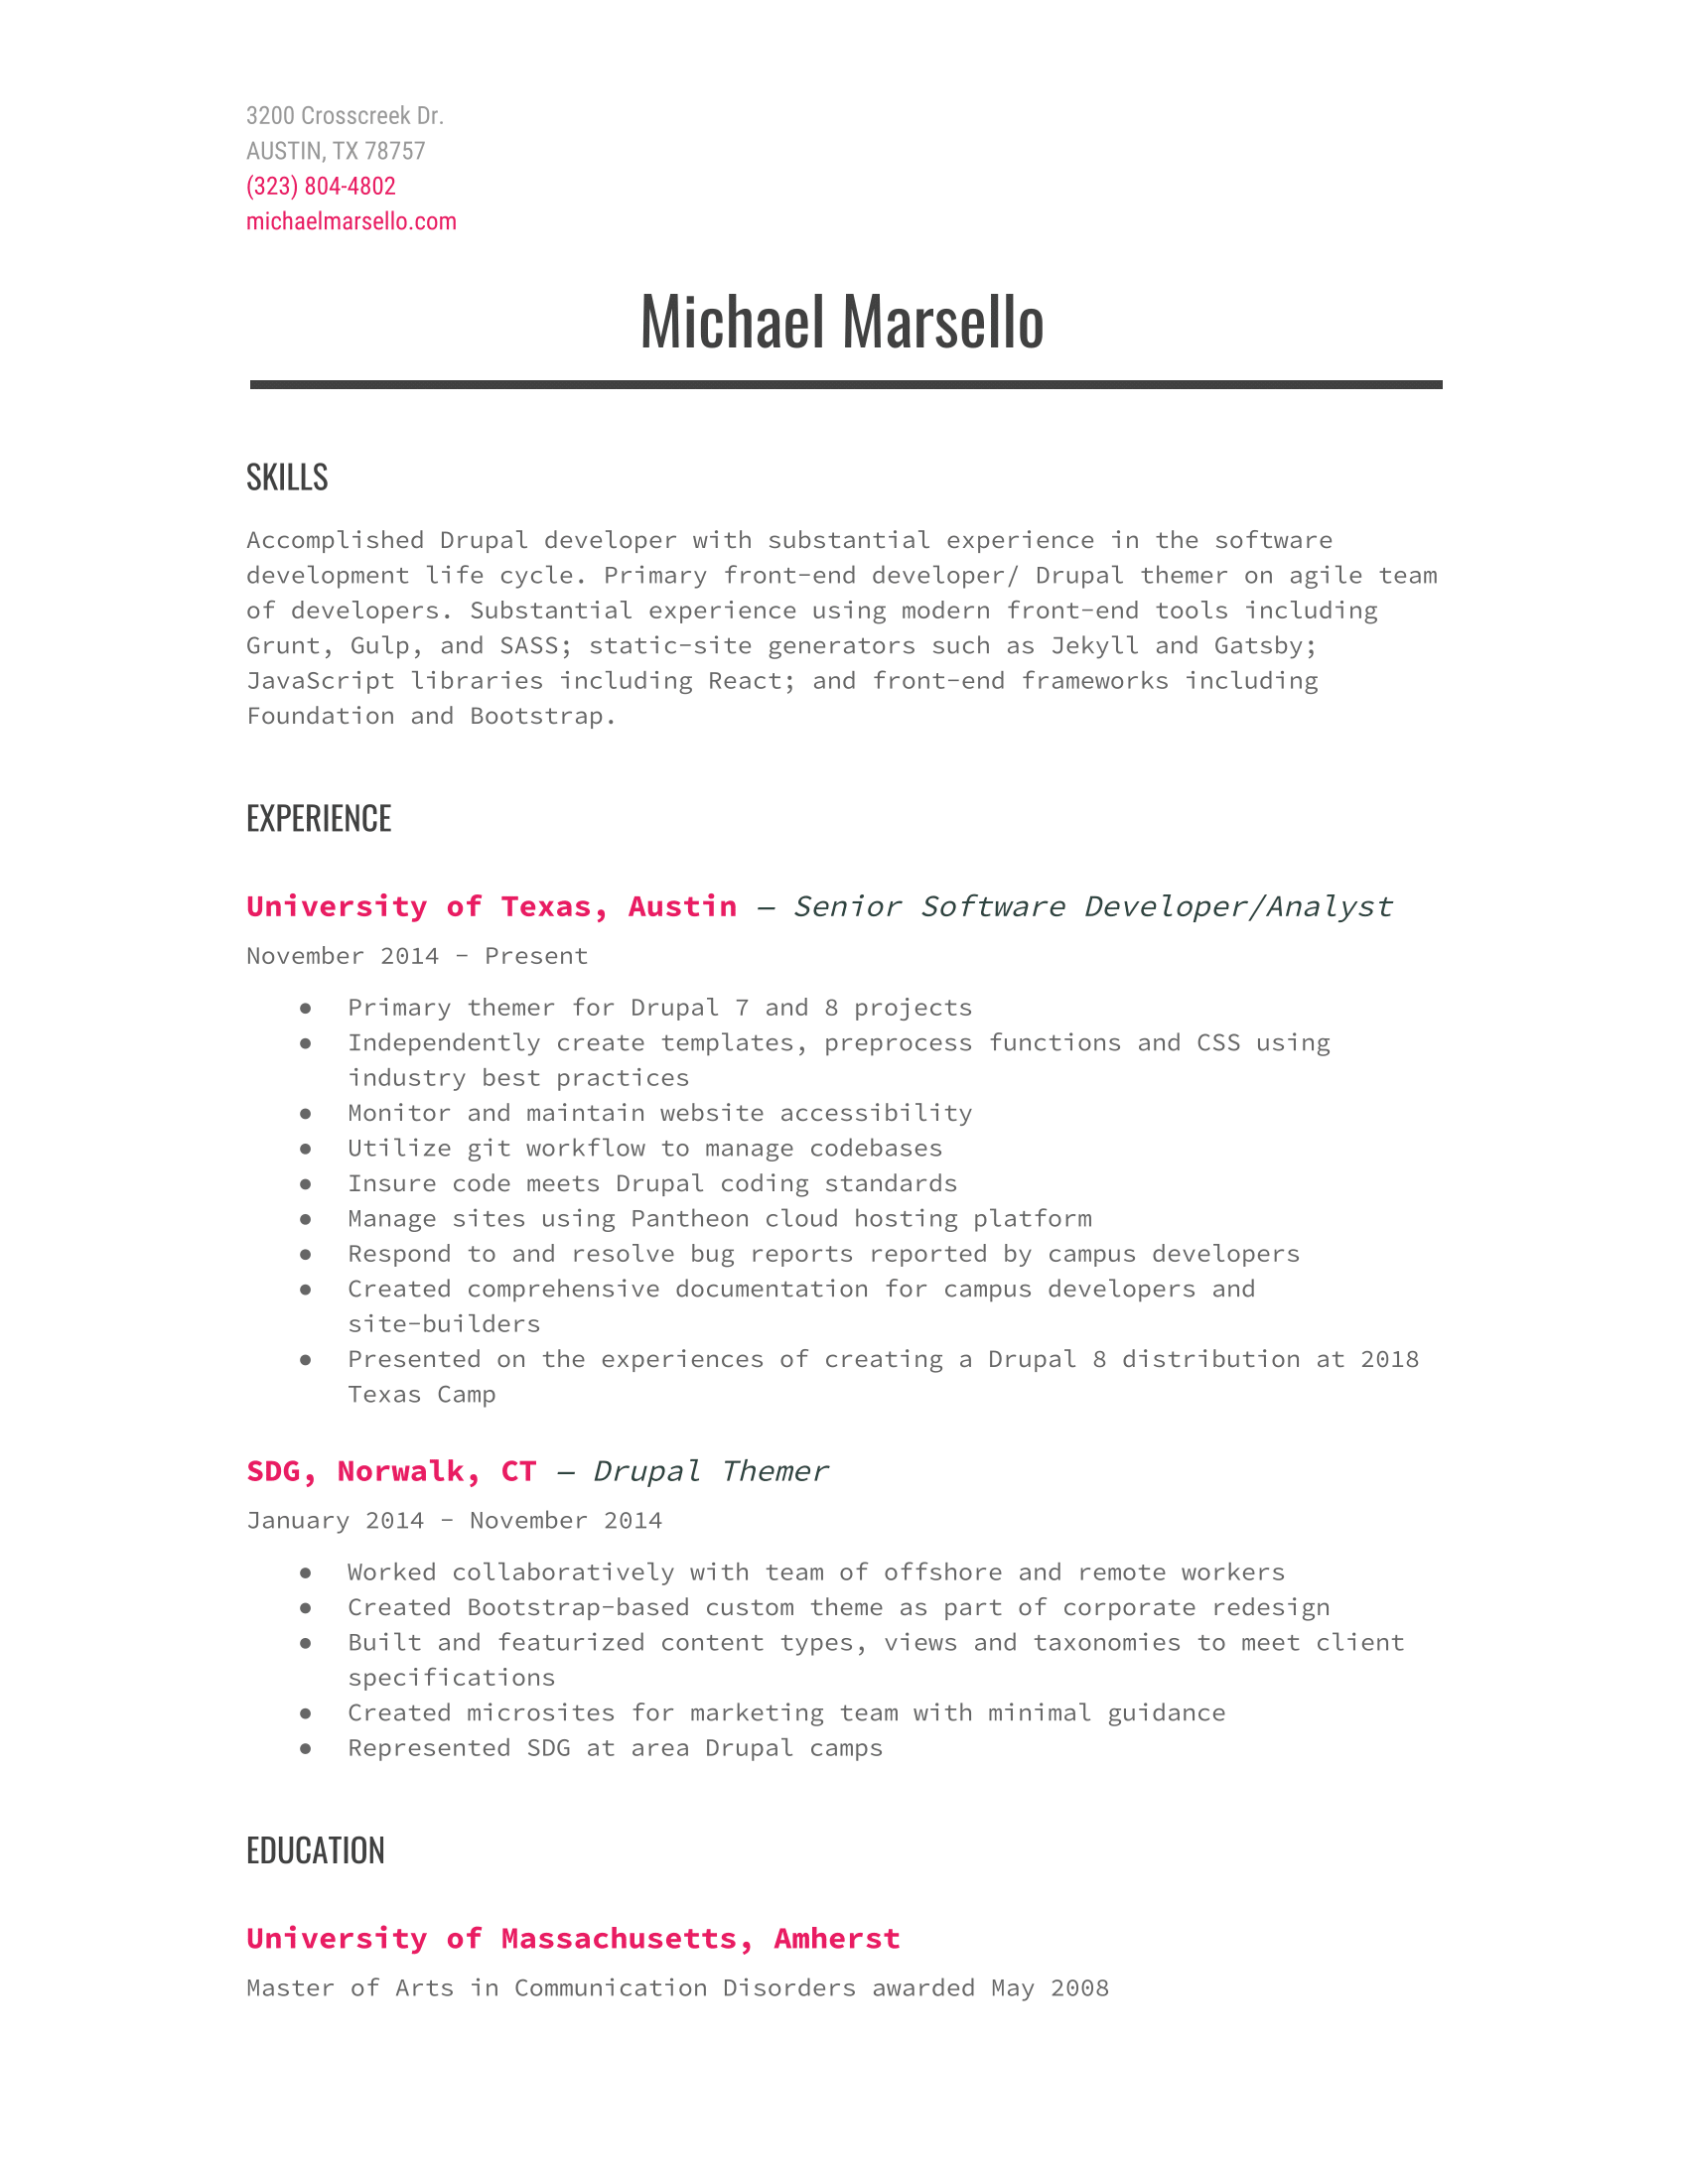 3200 Crosscreek Dr.
AUSTIN, TX 78757
(323) 804-4802
michaelmarsello.com
Michael Marsello
SKILLS
Accomplished Drupal developer with substantial experience in the software
development life cycle. Primary front-end developer/ Drupal themer on agile team
of developers. Substantial experience using modern front-end tools including
Grunt, Gulp, and SASS; static-site generators such as Jekyll and Gatsby;
JavaScript libraries including React; and front-end frameworks including
Foundation and Bootstrap.
EXPERIENCE
University of Texas, Austin — Senior Software Developer/Analyst
November 2014 - Present
● Primary themer for Drupal 7 and 8 projects
● Independently create templates, preprocess functions and CSS using
industry best practices
● Monitor and maintain website accessibility
● Utilize git workflow to manage codebases
● Insure code meets Drupal coding standards
● Manage sites using Pantheon cloud hosting platform
● Respond to and resolve bug reports reported by campus developers
● Created comprehensive documentation for campus developers and
site-builders
● Presented on the experiences of creating a Drupal 8 distribution at 2018
Texas Camp
SDG, Norwalk, CT — Drupal Themer
January 2014 - November 2014
● Worked collaboratively with team of offshore and remote workers
● Created Bootstrap-based custom theme as part of corporate redesign
● Built and featurized content types, views and taxonomies to meet client
specifications
● Created microsites for marketing team with minimal guidance
● Represented SDG at area Drupal camps
EDUCATION
University of Massachusetts, Amherst
Master of Arts in Communication Disorders awarded May 2008